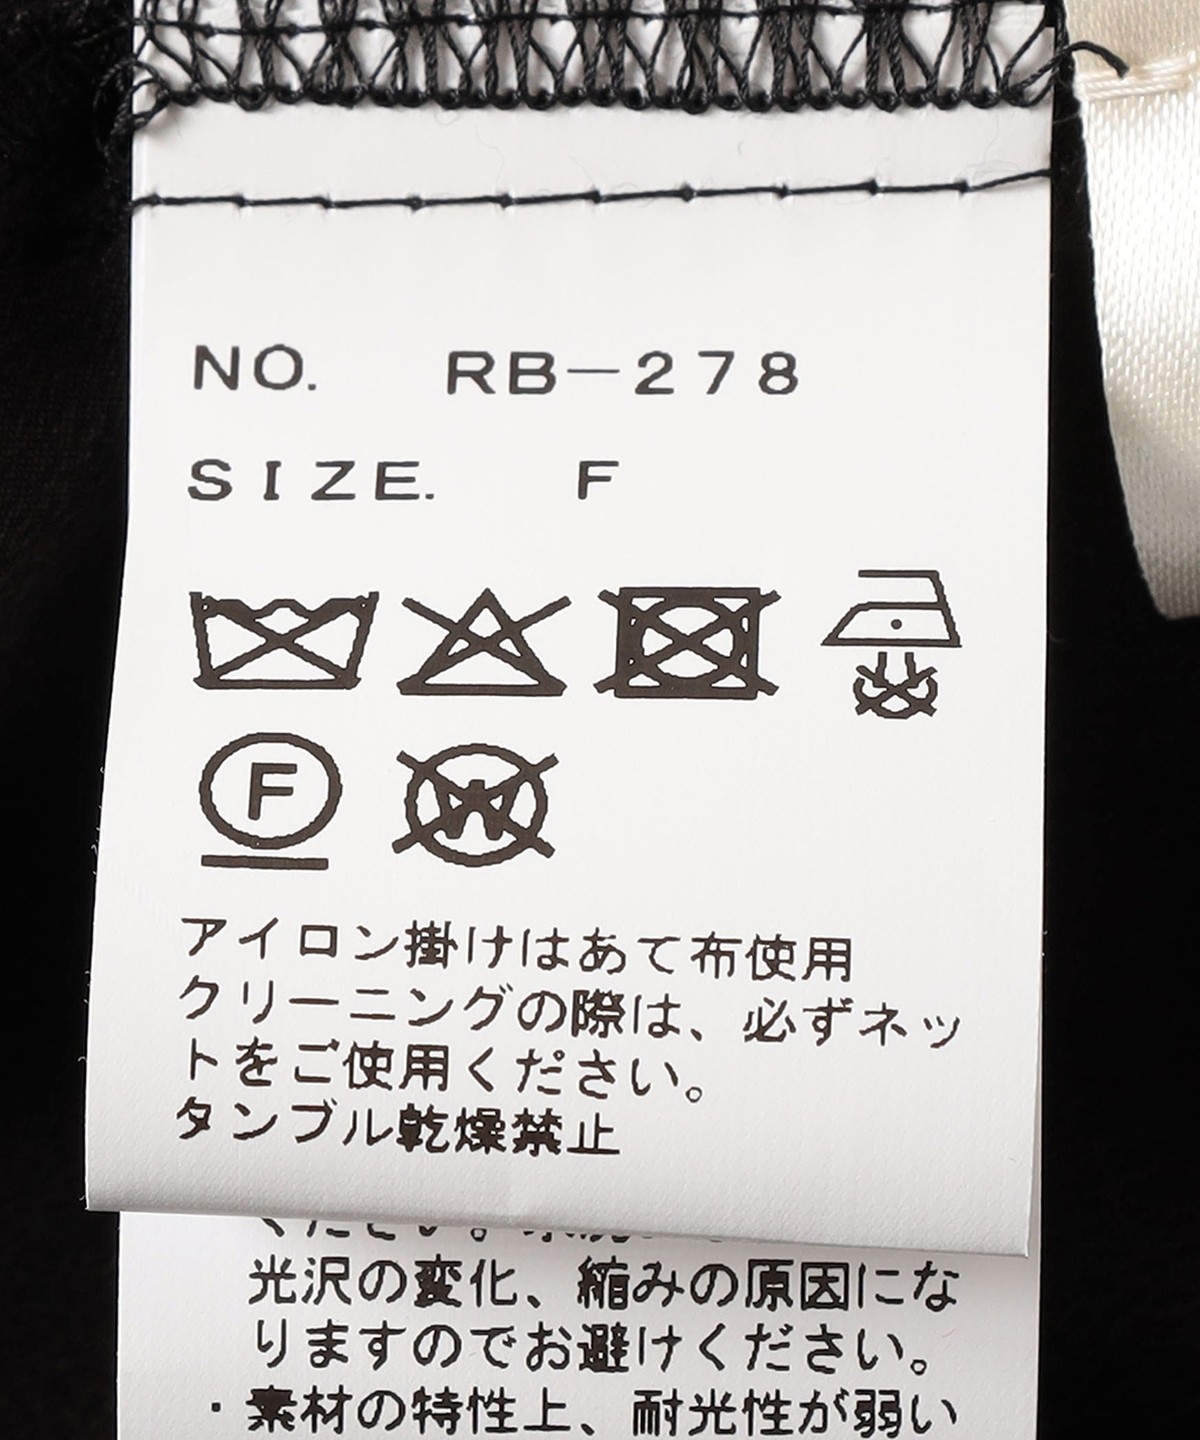 NO. RB-278
SIZE. F
F
W
アイロン掛けはあて布使用
クリーニングの際は、必ずネッ
トをご使用ください。
タンブル乾燥禁止
ください。
光沢の変化、縮みの原因にな
りますのでお避けください。
・素材の特性上、耐光性が弱い